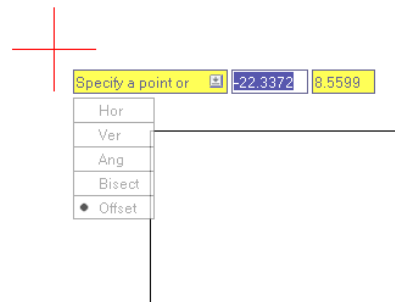 Specify a point or -22.3372 8.5599
Hor
Ver
Ang
Bisect
Offset